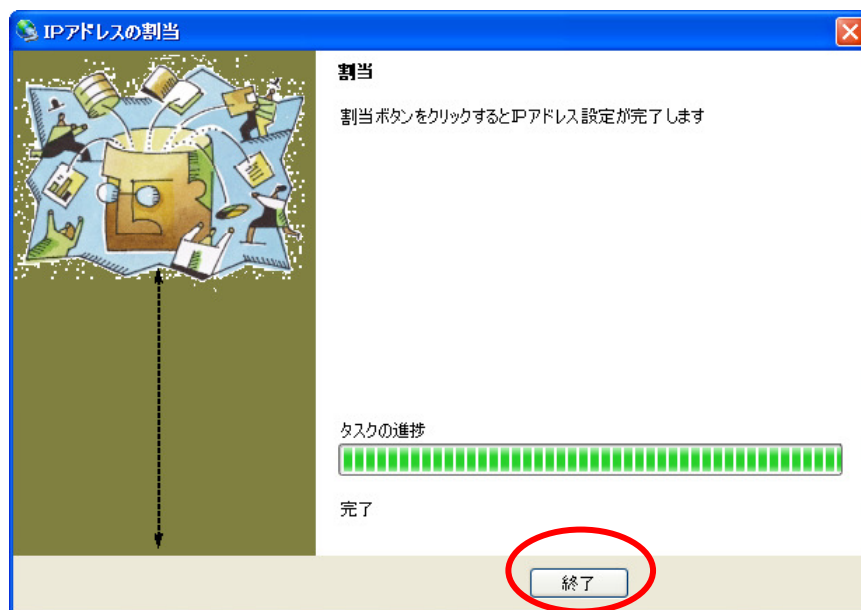 IPアドレスの割当
割当
割当ボタンをクリックするとIPアドレス設定が完了します
タスクの進捗
完了
終了